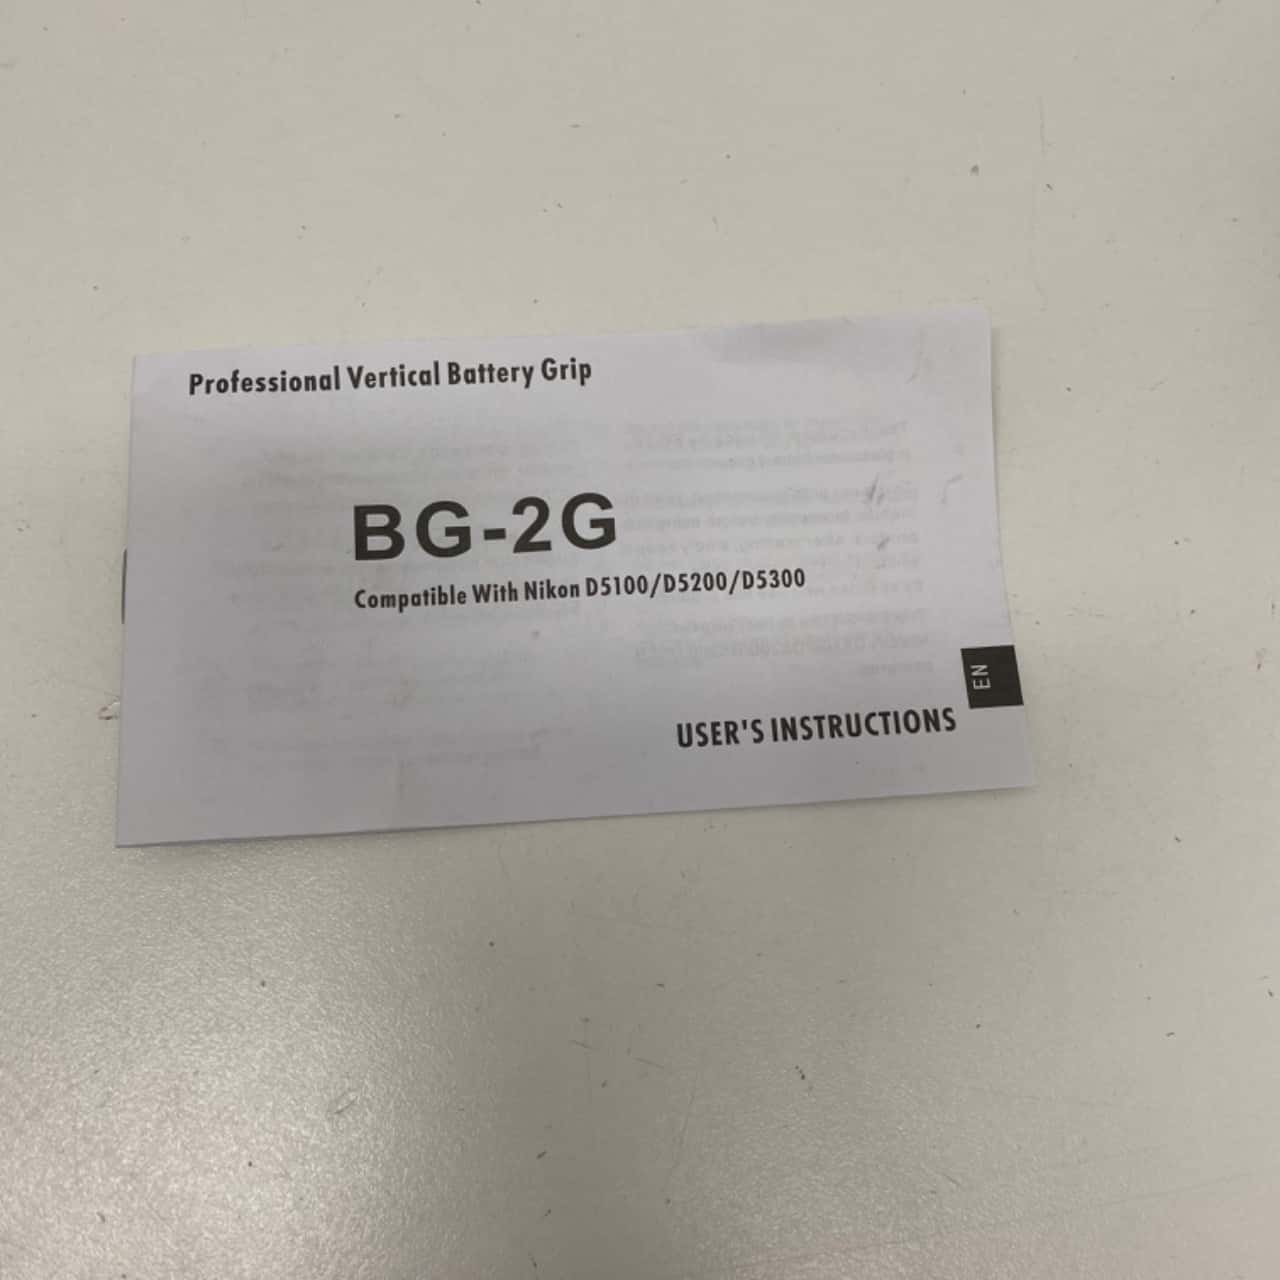 Professional Vertical Battery Grip
BG-2G
Compatible With Nikon D5100/D5200/D5300
EN
USER'S INSTRUCTIONS